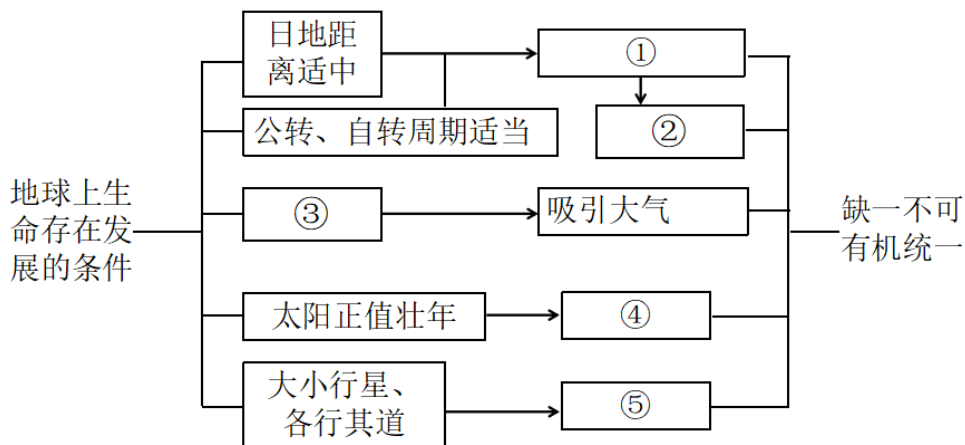 日地距
离适中
①
公转、自转周期适当
②
地球上生
命存在发
展的条件
③
吸引大气
缺一不可
有机统一
太阳正值壮年
④
大小行星、
各行其道
⑤